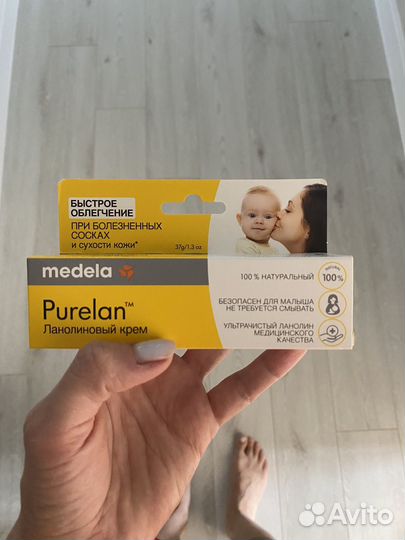 БЫСТРОЕ
ОБЛЕГЧЕНИЕ
ПРИ БОЛЕЗНЕННЫХ
СОСКАХ
И СУХОСТИ КОЖИ*
37g/1.3 oz
medela
Purelan™
Ланолиновый крем
100 % НАТУРАЛЬНЫЙ
100%
БЕЗОПАСЕН ДЛЯ МАЛЫША
НЕ ТРЕБУЕТСЯ СМЫВАТЬ
УЛЬТРАЧИСТЫЙ ЛАНОЛИН
МЕДИЦИНСКОГО
КАЧЕСТВА
Avito